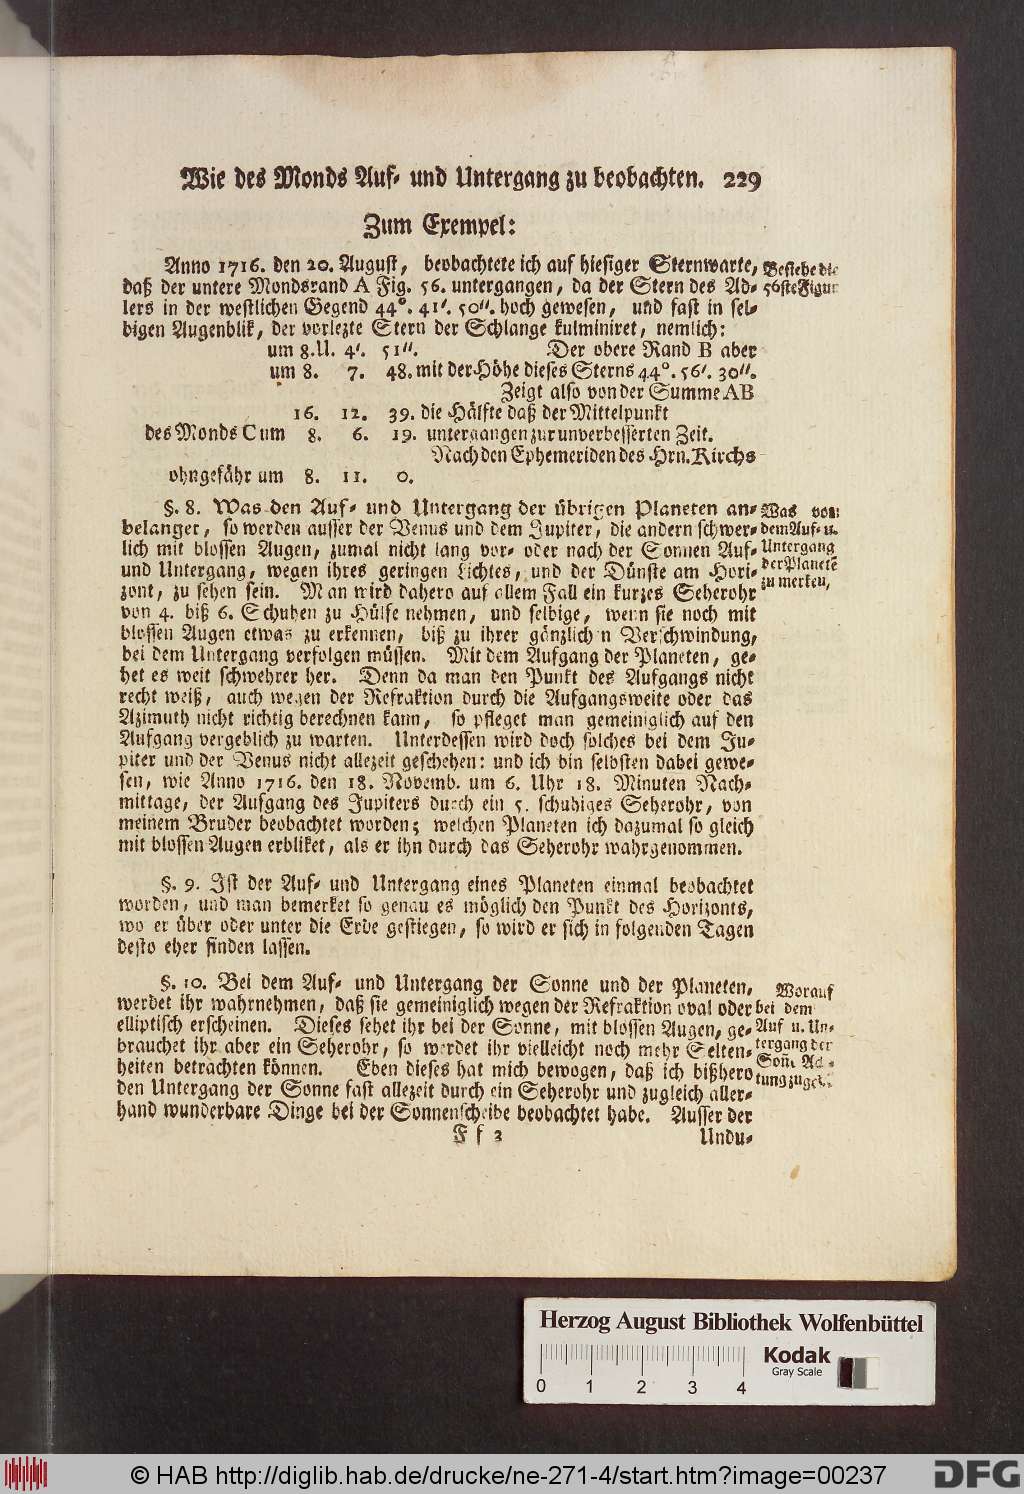 Wie des Monds Auf- und Untergang zu beobachten. 229
Zum Exempel:
Anno 1716. den 20. August, beobachtete ich auf hiesiger Sternwarte,
daß der untere Mondsrand A Fig. 56. untergangen, da der Stern des Ad-
lers in der westlichen Gegend 44°. 41'. 50''. hoch gewesen, und fast in sel-
bigen Augenblik, der vorlezte Stern der Schlange kulminiret, nemlich:
um 8.U. 4'. 51''. Der obere Rand B aber
um 8. 7. 48. mit der Höhe dieses Sterns 44°. 56'. 30''.
Zeigt also von der Summe AB
16. 12. 39. die Hälfte daß der Mittelpunkt
des Monds C um 8. 6. 19. untergangen zur unverbesserten Zeit.
Nach den Ephemeriden des Hrn. Kirchs
ohngefähr um 8. 11. 0.
Bestehe die
56ste Figur
§. 8. Was den Auf- und Untergang der übrigen Planeten an-
belanget, so werden ausser der Venus und dem Jupiter, die andern schwer-
lich mit blossen Augen, zumal nicht lang vor- oder nach der Sonnen Auf-
und Untergang, wegen ihres geringen Lichtes, und der Dünste am Hori-
zont, zu sehen sein. Man wird dahero auf allem Fall ein kurzes Seherohr
von 4. biß 6. Schuhen zu Hülfe nehmen, und selbige, wenn sie noch mit
blossen Augen etwas zu erkennen, biß zu ihrer gänzlichen Verschwindung,
bei dem Untergang verfolgen müssen. Mit dem Aufgang der Planeten, ge-
het es weit schwehrer her. Denn da man den Punkt des Aufgangs nicht
recht weiß, auch wegen der Refraktion durch die Aufgangsweite oder das
Azimuth nicht richtig berechnen kann, so pfleget man gemeiniglich auf den
Aufgang vergeblich zu warten. Unterdessen wird doch solches bei dem Ju-
piter und der Venus nicht allezeit geschehen: und ich bin selbsten dabei gewe-
sen, wie Anno 1716. den 18. Novemb. um 6. Uhr 18. Minuten Nach-
mittage, der Aufgang des Jupiters durch ein 5. schuhiges Seherohr, von
meinem Bruder beobachtet worden; welchen Planeten ich dazumal so gleich
mit blossen Augen erbliket, als er ihn durch das Seherohr wahrgenommen.
Was von
dem Auf- u.
Untergang
der Planete
zu merken,
§. 9. Ist der Auf- und Untergang eines Planeten einmal beobachtet
worden, und man bemerket so genau es möglich den Punkt des Horizonts,
wo er über oder unter die Erde gestiegen, so wird er sich in folgenden Tagen
desto eher finden lassen.
§. 10. Bei dem Auf- und Untergang der Sonne und der Planeten,
werdet ihr wahrnehmen, daß sie gemeiniglich wegen der Refraktion oval oder
elliptisch erscheinen. Dieses sehet ihr bei der Sonne, mit blossen Augen, ge-
brauchet ihr aber ein Seherohr, so werdet ihr vielleicht noch mehr Selten-
heiten betrachten können. Eben dieses hat mich bewogen, daß ich bißhero
den Untergang der Sonne fast allezeit durch ein Seherohr und zugleich aller-
hand wunderbare Dinge bei der Sonnenscheibe beobachtet habe. Ausser der
Worauf
bei dem
Auf u. Un-
tergang der
Soñe Ach-
tung zu
F f 3 Undu-
Herzog August Bibliothek Wolfenbüttel
Kodak
Gray Scale
0 1 2 3 4
© HAB http://diglib.hab.de/drucke/ne-271-4/start.htm?image=00237
DFG